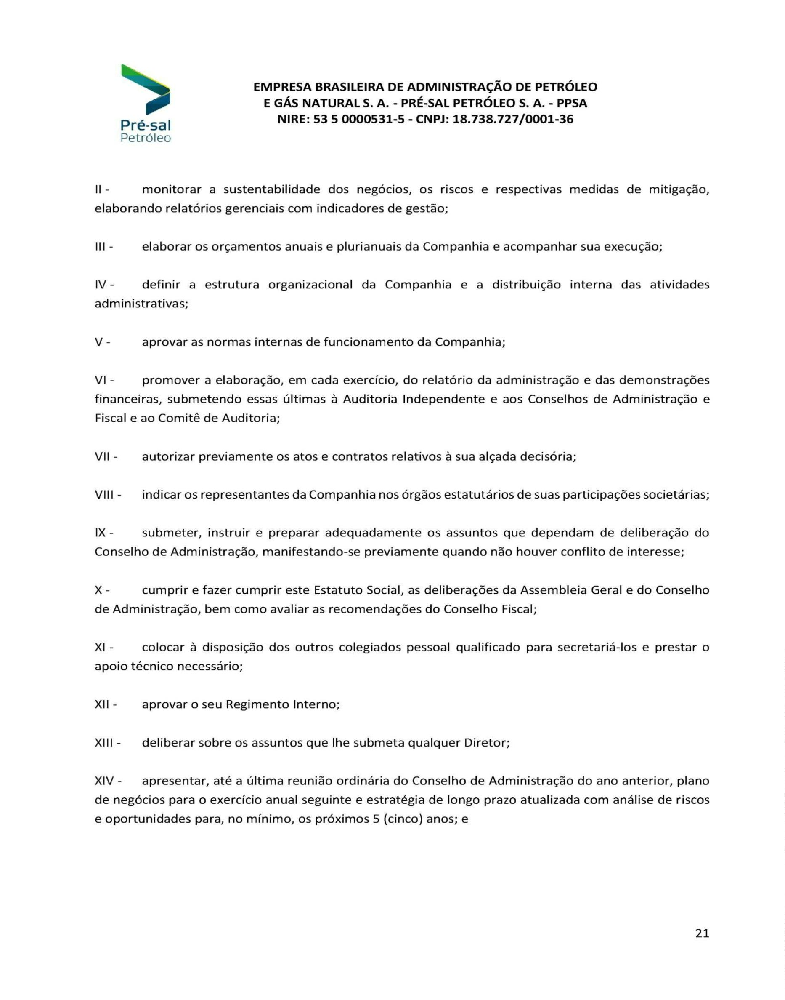 Pré-sal
Petróleo
EMPRESA BRASILEIRA DE ADMINISTRAÇÃO DE PETRÓLEO
E GÁS NATURAL S. A. - PRÉ-SAL PETRÓLEO S. A. - PPSA
NIRE: 53 5 0000531-5 - CNPJ: 18.738.727/0001-36
II - monitorar a sustentabilidade dos negócios, os riscos e respectivas medidas de mitigação,
elaborando relatórios gerenciais com indicadores de gestão;
III - elaborar os orçamentos anuais e plurianuais da Companhia e acompanhar sua execução;
IV - definir a estrutura organizacional da Companhia e a distribuição interna das atividades
administrativas;
V - aprovar as normas internas de funcionamento da Companhia;
VI - promover a elaboração, em cada exercício, do relatório da administração e das demonstrações
financeiras, submetendo essas últimas à Auditoria Independente e aos Conselhos de Administração e
Fiscal e ao Comitê de Auditoria;
VII - autorizar previamente os atos e contratos relativos à sua alçada decisória;
VIII - indicar os representantes da Companhia nos órgãos estatutários de suas participações societárias;
IX - submeter, instruir e preparar adequadamente os assuntos que dependam de deliberação do
Conselho de Administração, manifestando-se previamente quando não houver conflito de interesse;
X - cumprir e fazer cumprir este Estatuto Social, as deliberações da Assembleia Geral e do Conselho
de Administração, bem como avaliar as recomendações do Conselho Fiscal;
XI - colocar à disposição dos outros colegiados pessoal qualificado para secretariá-los e prestar o
apoio técnico necessário;
XII - aprovar o seu Regimento Interno;
XIII - deliberar sobre os assuntos que lhe submeta qualquer Diretor;
XIV - apresentar, até a última reunião ordinária do Conselho de Administração do ano anterior, plano
de negócios para o exercício anual seguinte e estratégia de longo prazo atualizada com análise de riscos
e oportunidades para, no mínimo, os próximos 5 (cinco) anos; e
21